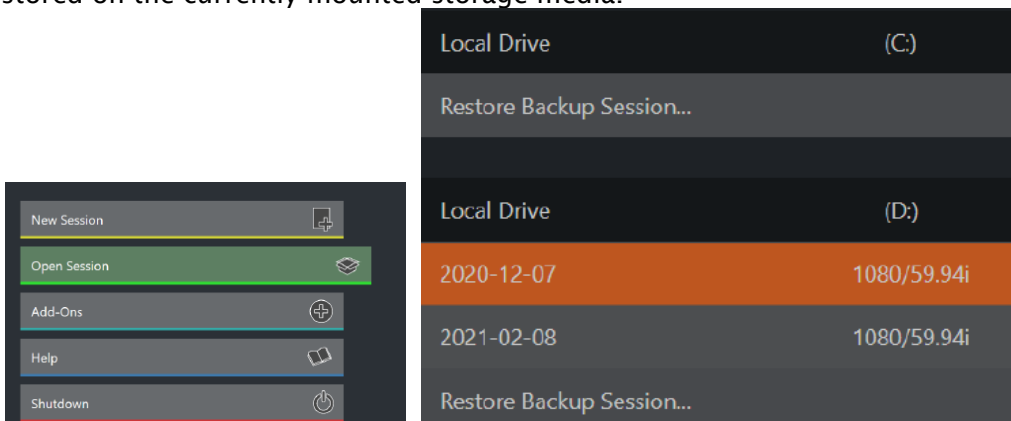 stored on the currently mounted storage media.
New Session
Open Session
Add-Ons
Help
Shutdown
Local Drive (C:)
Restore Backup Session...
Local Drive (D:)
2020-12-07 1080/59.94i
2021-02-08 1080/59.94i
Restore Backup Session...